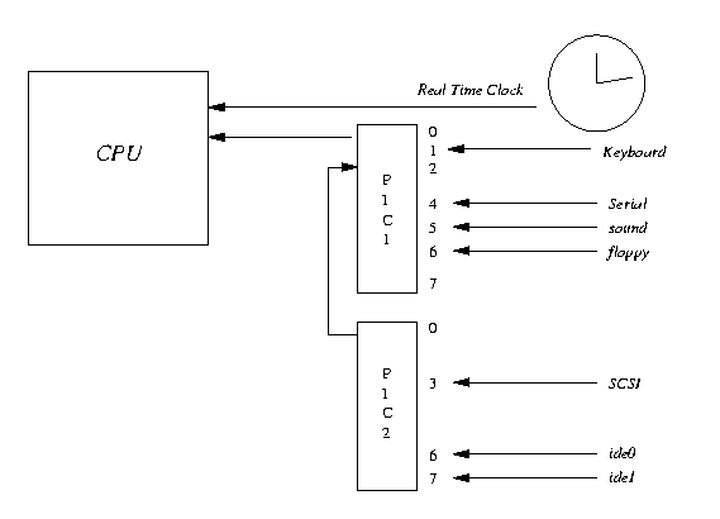 Real Time Clock
CPU
0
1
Keyboard
2
P
I
C
1
4
Serial
5
sound
6
floppy
7
0
P
I
C
2
3
SCSI
6
ide0
7
ide1